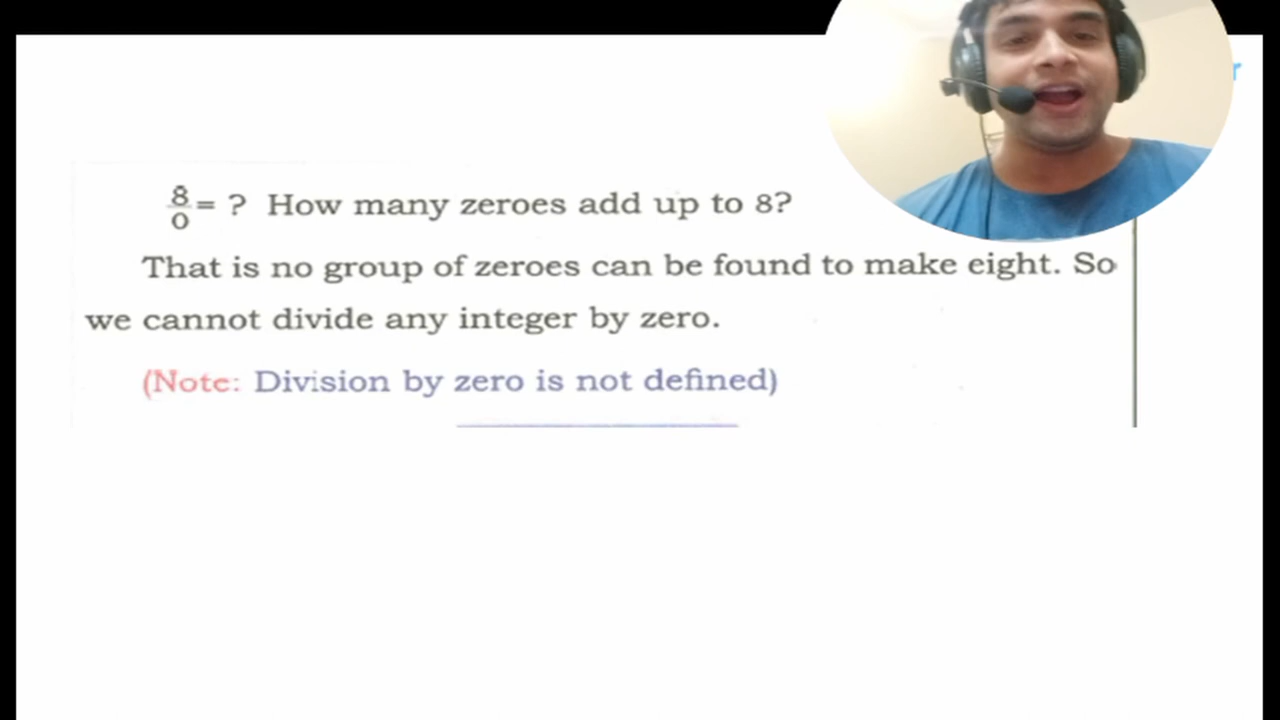 8/0 = ? How many zeroes add up to 8?
That is no group of zeroes can be found to make eight. So
we cannot divide any integer by zero.
(Note: Division by zero is not defined)
r